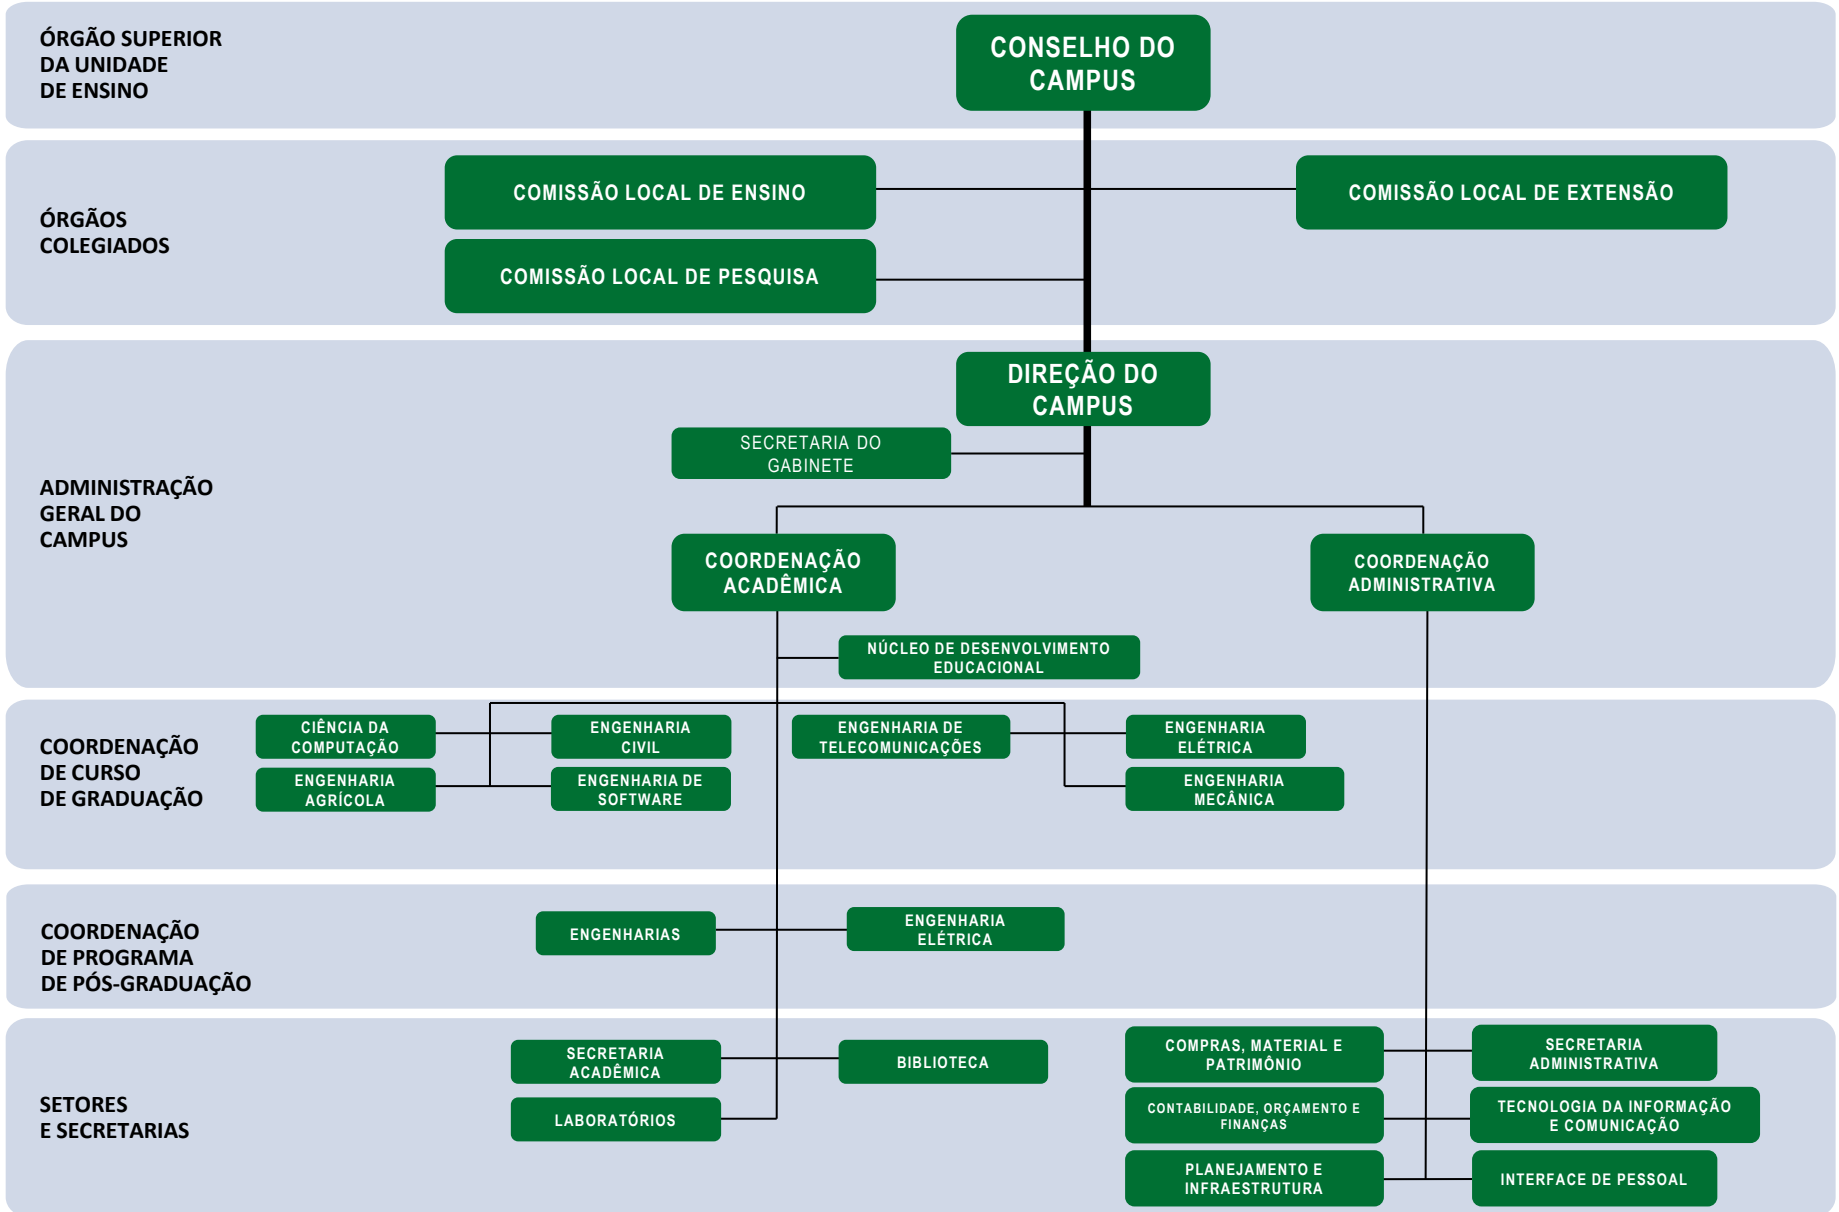 ÓRGÃO SUPERIOR
DA UNIDADE
DE ENSINO
CONSELHO DO
CAMPUS
ÓRGÃOS
COLEGIADOS
COMISSÃO LOCAL DE ENSINO
COMISSÃO LOCAL DE EXTENSÃO
COMISSÃO LOCAL DE PESQUISA
ADMINISTRAÇÃO
GERAL DO
CAMPUS
DIREÇÃO DO
CAMPUS
SECRETARIA DO
GABINETE
COORDENAÇÃO
ACADÊMICA
COORDENAÇÃO
ADMINISTRATIVA
NÚCLEO DE DESENVOLVIMENTO
EDUCACIONAL
COORDENAÇÃO
DE CURSO
DE GRADUAÇÃO
CIÊNCIA DA
COMPUTAÇÃO
ENGENHARIA
CIVIL
ENGENHARIA DE
TELECOMUNICAÇÕES
ENGENHARIA
ELÉTRICA
ENGENHARIA
AGRÍCOLA
ENGENHARIA DE
SOFTWARE
ENGENHARIA
MECÂNICA
COORDENAÇÃO
DE PROGRAMA
DE PÓS-GRADUAÇÃO
ENGENHARIAS
ENGENHARIA
ELÉTRICA
SETORES
E SECRETARIAS
SECRETARIA
ACADÊMICA
BIBLIOTECA
LABORATÓRIOS
COMPRAS, MATERIAL E
PATRIMÔNIO
SECRETARIA
ADMINISTRATIVA
CONTABILIDADE, ORÇAMENTO E
FINANÇAS
TECNOLOGIA DA INFORMAÇÃO
E COMUNICAÇÃO
PLANEJAMENTO E
INFRAESTRUTURA
INTERFACE DE PESSOAL